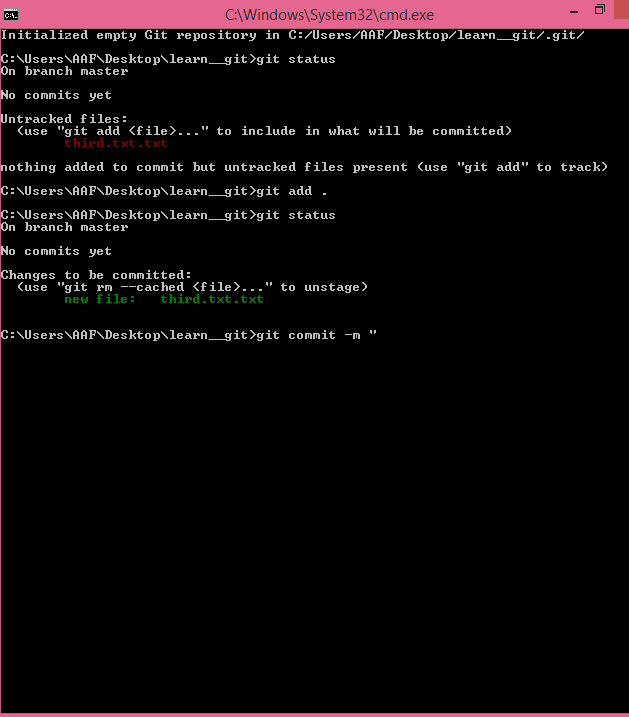 C:\Windows\System32\cmd.exe
Initialized empty Git repository in C:/Users/AAF/Desktop/learn__git/.git/
C:\Users\AAF\Desktop\learn__git>git status
On branch master
No commits yet
Untracked files:
  (use "git add <file>..." to include in what will be committed)
        third.txt.txt
nothing added to commit but untracked files present (use "git add" to track)
C:\Users\AAF\Desktop\learn__git>git add .
C:\Users\AAF\Desktop\learn__git>git status
On branch master
No commits yet
Changes to be committed:
  (use "git rm --cached <file>..." to unstage)
        new file:   third.txt.txt
C:\Users\AAF\Desktop\learn__git>git commit -m "